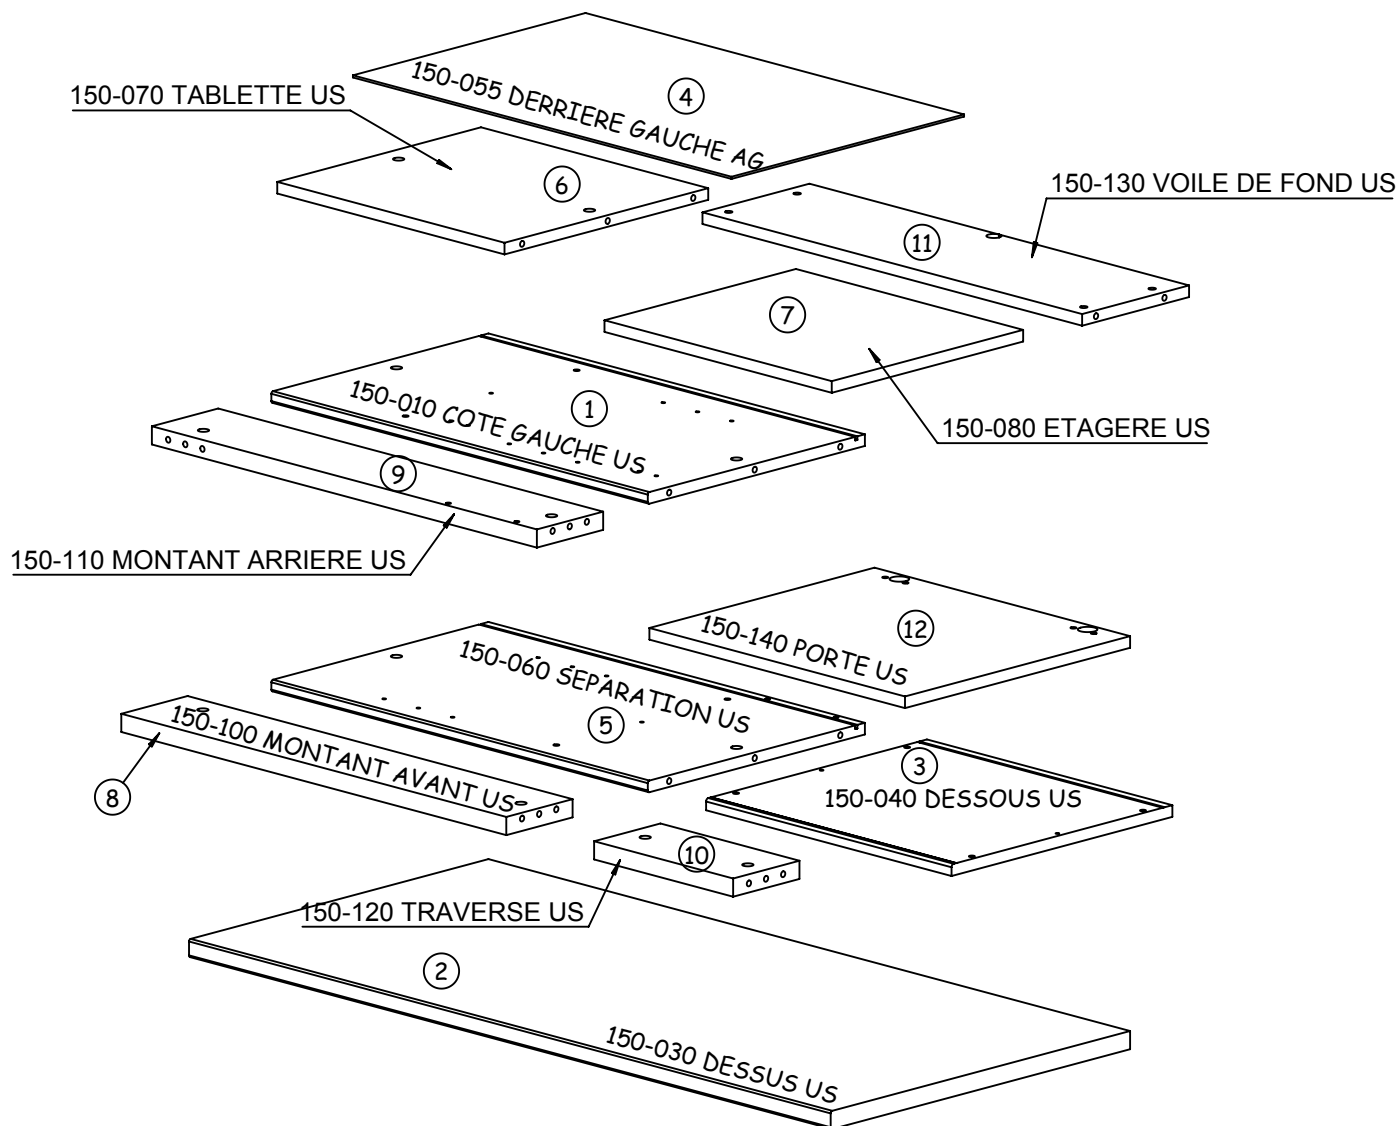 4
150-055 DERRIERE GAUCHE AG
150-070 TABLETTE US
6
150-130 VOILE DE FOND US
11
7
150-080 ETAGERE US
1
150-010 COTE GAUCHE US
9
150-110 MONTANT ARRIERE US
12
150-140 PORTE US
150-060 SEPARATION US
5
150-100 MONTANT AVANT US
8
3
150-040 DESSOUS US
10
150-120 TRAVERSE US
2
150-030 DESSUS US